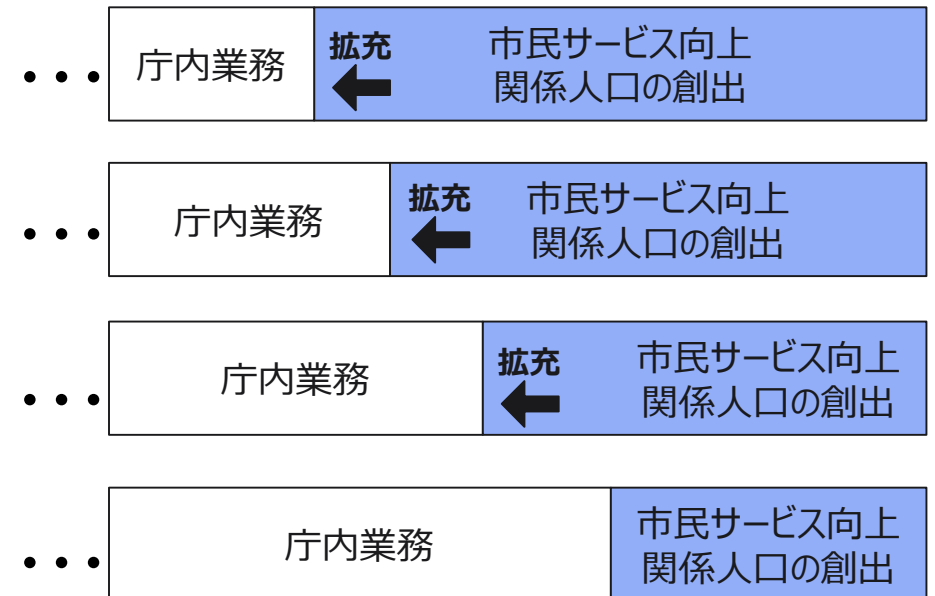 ・・・
庁内業務
拡充
市民サービス向上
関係人口の創出
・・・
庁内業務
拡充
市民サービス向上
関係人口の創出
・・・
庁内業務
拡充
市民サービス向上
関係人口の創出
・・・
庁内業務
市民サービス向上
関係人口の創出